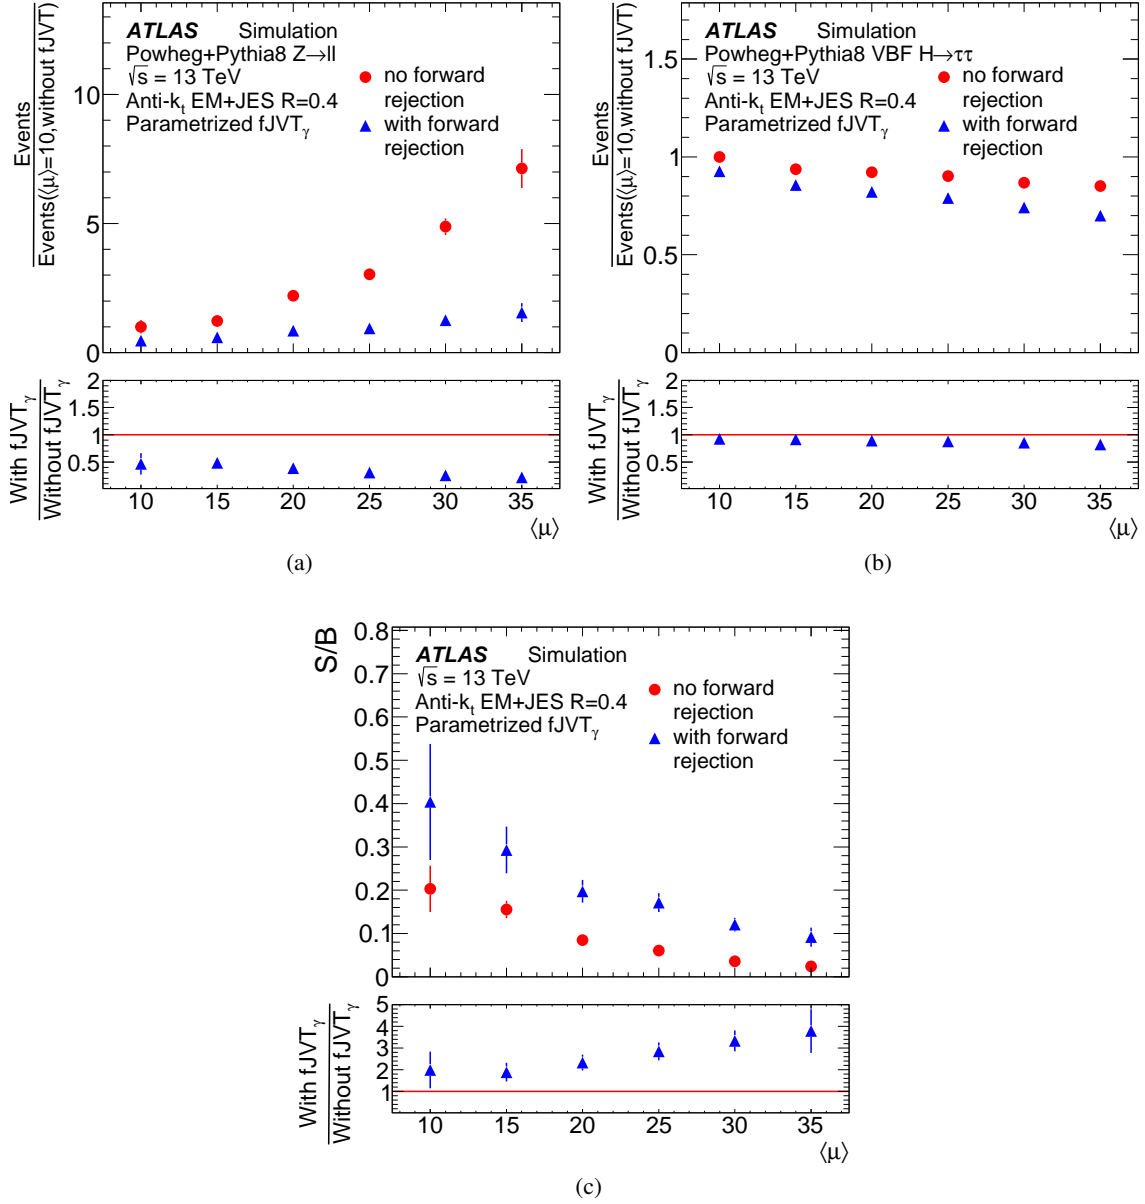 ATLAS Simulation
Powheg+Pythia8 Z→ll
√s = 13 TeV
Anti-kt EM+JES R=0.4
Parametrized fJVTγ
no forward
rejection
with forward
rejection
Events
Events(⟨μ⟩=10,without fJVT)
10
5
0
With fJVTγ
Without fJVTγ
2
1.5
1
0.5
10 15 20 25 30 35
⟨μ⟩
(a)
ATLAS Simulation
Powheg+Pythia8 VBF H→ττ
√s = 13 TeV
Anti-kt EM+JES R=0.4
Parametrized fJVTγ
no forward
rejection
with forward
rejection
Events
Events(⟨μ⟩=10,without fJVT)
1.5
1
0.5
0
With fJVTγ
Without fJVTγ
2
1.5
1
0.5
10 15 20 25 30 35
⟨μ⟩
(b)
S/B
ATLAS Simulation
√s = 13 TeV
Anti-kt EM+JES R=0.4
Parametrized fJVTγ
no forward
rejection
with forward
rejection
0.8
0.7
0.6
0.5
0.4
0.3
0.2
0.1
0
With fJVTγ
Without fJVTγ
5
4
3
2
1
10 15 20 25 30 35
⟨μ⟩
(c)